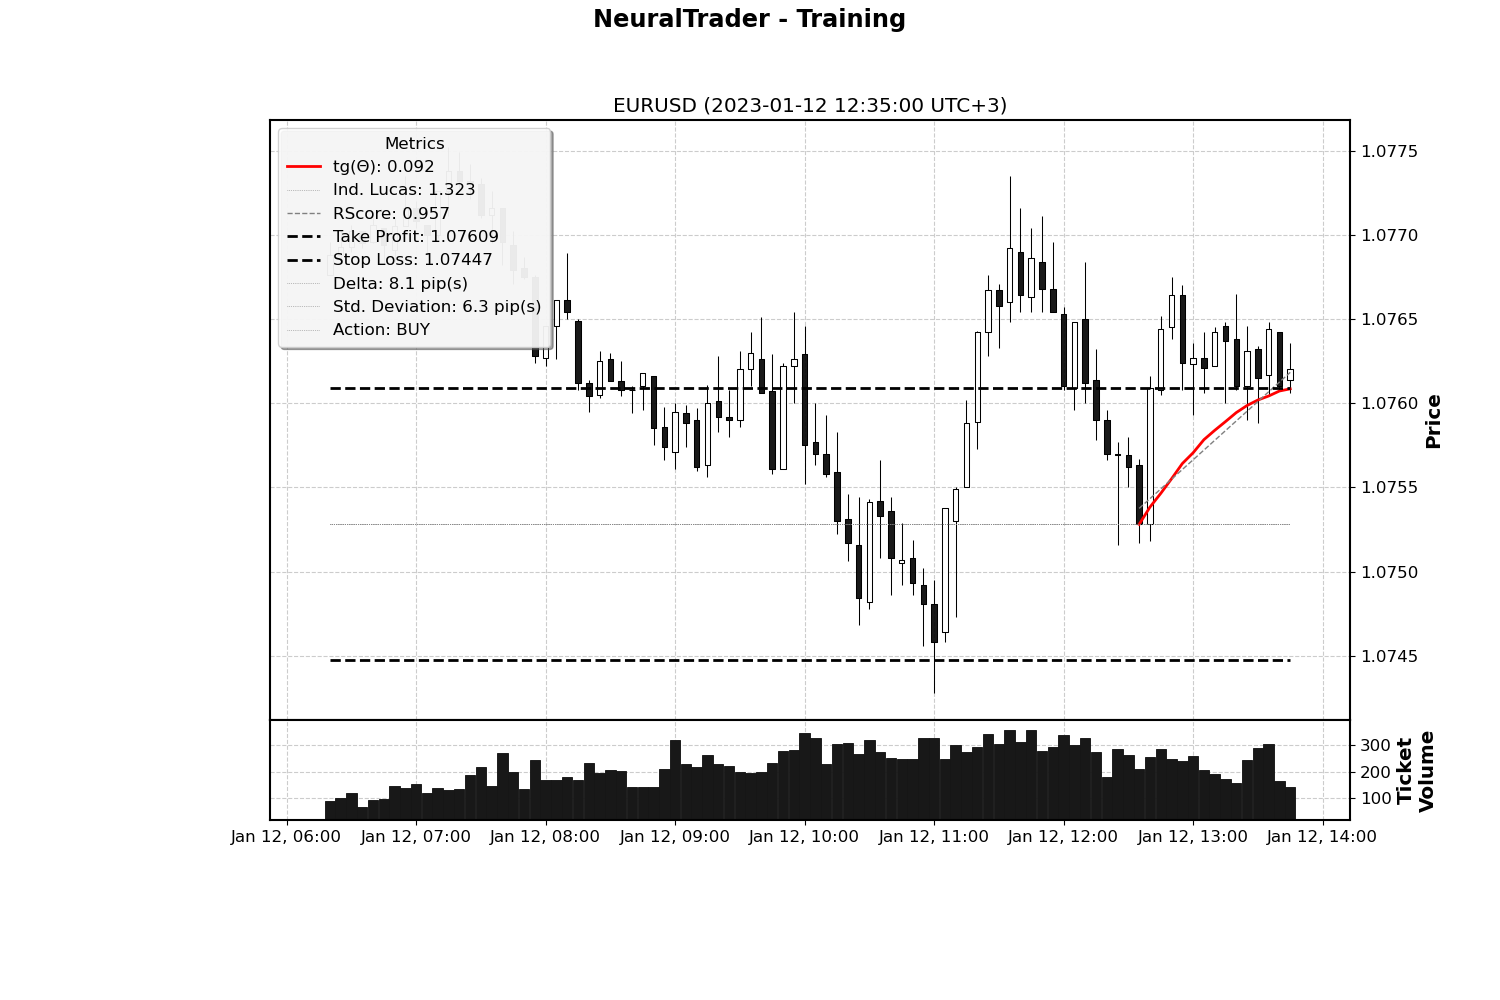 NeuralTrader - Training
EURUSD (2023-01-12 12:35:00 UTC+3)
Metrics
tg(Θ): 0.092
Ind. Lucas: 1.323
RScore: 0.957
Take Profit: 1.07609
Stop Loss: 1.07447
Delta: 8.1 pip(s)
Std. Deviation: 6.3 pip(s)
Action: BUY
1.0775
1.0770
1.0765
1.0760
1.0755
1.0750
1.0745
Price
300
200
100
Ticket
Volume
Jan 12, 06:00
Jan 12, 07:00
Jan 12, 08:00
Jan 12, 09:00
Jan 12, 10:00
Jan 12, 11:00
Jan 12, 12:00
Jan 12, 13:00
Jan 12, 14:00